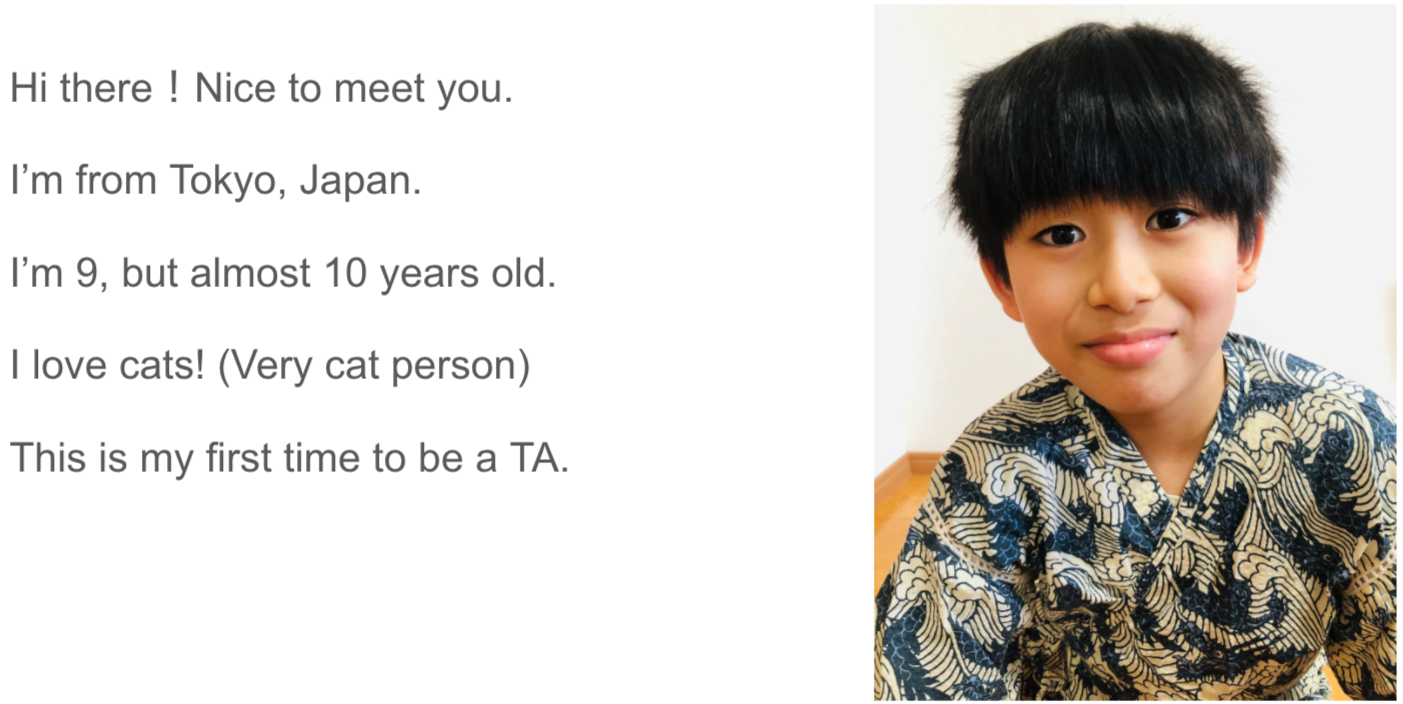 Hi there！Nice to meet you.
I’m from Tokyo, Japan.
I’m 9, but almost 10 years old.
I love cats! (Very cat person)
This is my first time to be a TA.